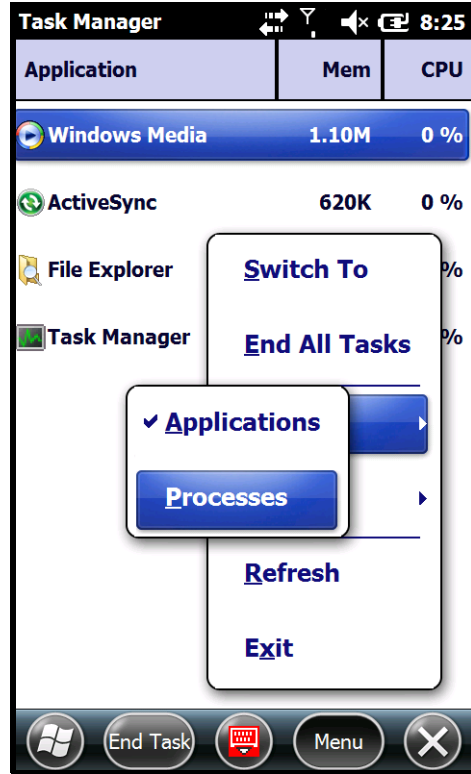 Task Manager 8:25
Application Mem CPU
Windows Media 1.10M 0 %
ActiveSync 620K 0 %
File Explorer %
Task Manager %
Switch To
End All Tasks
Applications
Processes
Refresh
Exit
End Task Menu